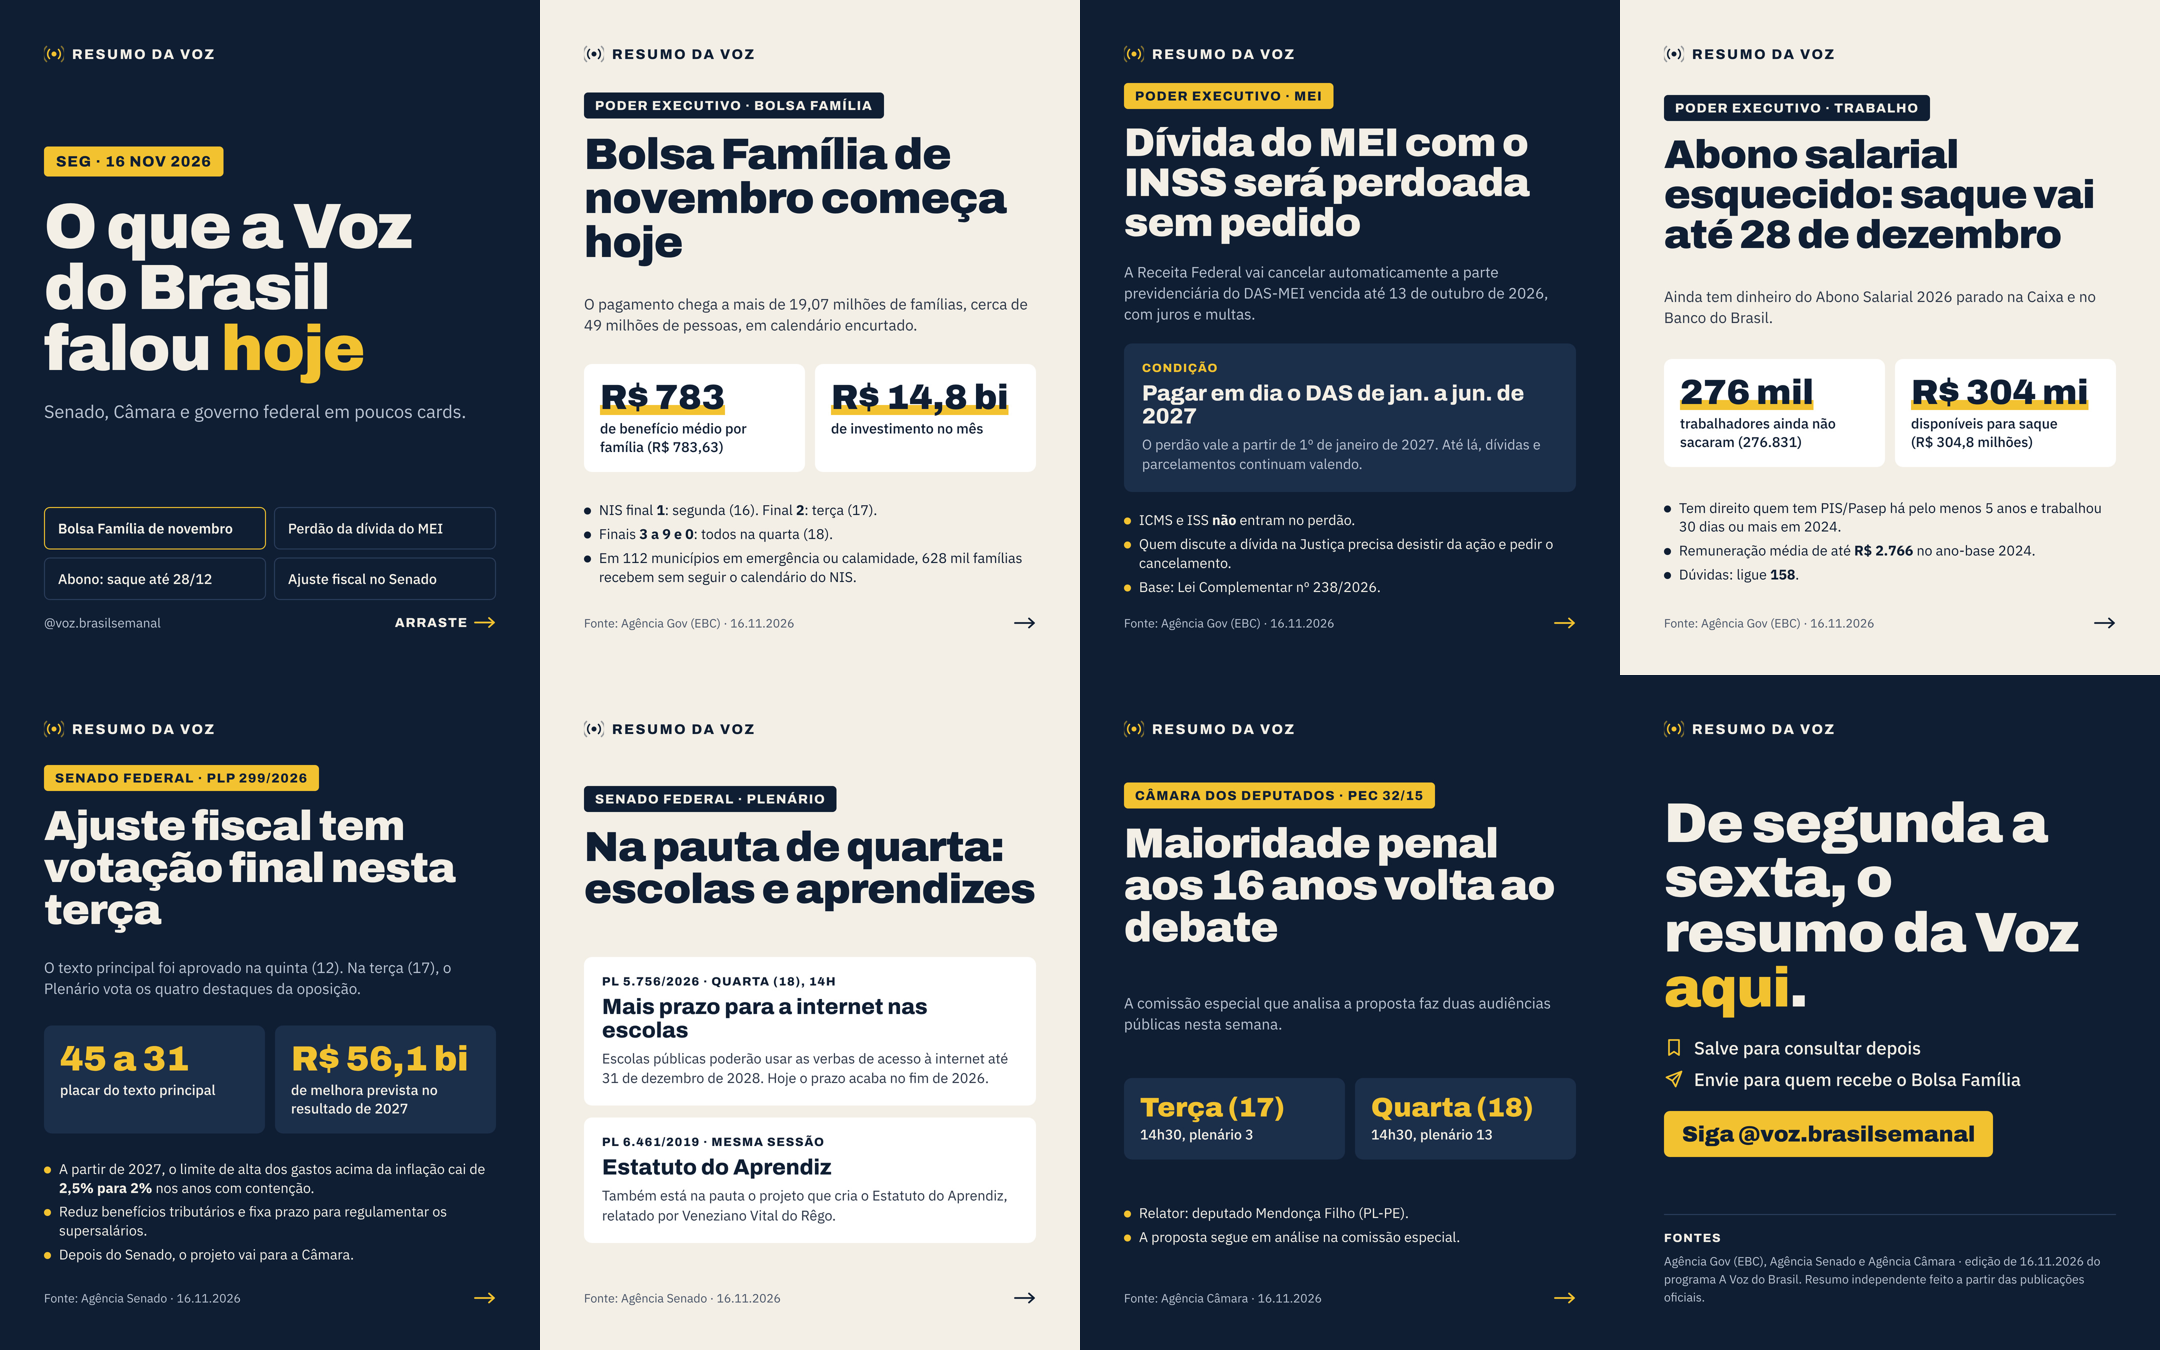 RESUMO DA VOZ
SEG · 16 NOV 2026
O que a Voz
do Brasil
falou hoje
Senado, Câmara e governo federal em poucos cards.
Bolsa Família de novembro
Perdão da dívida do MEI
Abono: saque até 28/12
Ajuste fiscal no Senado
@voz.brasilsemanal
ARRASTE
RESUMO DA VOZ
PODER EXECUTIVO · BOLSA FAMÍLIA
Bolsa Família de
novembro começa
hoje
O pagamento chega a mais de 19,07 milhões de famílias, cerca de
49 milhões de pessoas, em calendário encurtado.
R$ 783
de benefício médio por
família (R$ 783,63)
R$ 14,8 bi
de investimento no mês
NIS final 1: segunda (16). Final 2: terça (17).
Finais 3 a 9 e 0: todos na quarta (18).
Em 112 municípios em emergência ou calamidade, 628 mil famílias
recebem sem seguir o calendário do NIS.
Fonte: Agência Gov (EBC) · 16.11.2026
RESUMO DA VOZ
PODER EXECUTIVO · MEI
Dívida do MEI com o
INSS será perdoada
sem pedido
A Receita Federal vai cancelar automaticamente a parte
previdenciária do DAS-MEI vencida até 13 de outubro de 2026,
com juros e multas.
CONDIÇÃO
Pagar em dia o DAS de jan. a jun. de
2027
O perdão vale a partir de 1º de janeiro de 2027. Até lá, dívidas e
parcelamentos continuam valendo.
ICMS e ISS não entram no perdão.
Quem discute a dívida na Justiça precisa desistir da ação e pedir o
cancelamento.
Base: Lei Complementar nº 238/2026.
Fonte: Agência Gov (EBC) · 16.11.2026
RESUMO DA VOZ
PODER EXECUTIVO · TRABALHO
Abono salarial
esquecido: saque vai
até 28 de dezembro
Ainda tem dinheiro do Abono Salarial 2026 parado na Caixa e no
Banco do Brasil.
276 mil
trabalhadores ainda não
sacaram (276.831)
R$ 304 mi
disponíveis para saque
(R$ 304,8 milhões)
Tem direito quem tem PIS/Pasep há pelo menos 5 anos e trabalhou
30 dias ou mais em 2024.
Remuneração média de até R$ 2.766 no ano-base 2024.
Dúvidas: ligue 158.
Fonte: Agência Gov (EBC) · 16.11.2026
RESUMO DA VOZ
SENADO FEDERAL · PLP 299/2026
Ajuste fiscal tem
votação final nesta
terça
O texto principal foi aprovado na quinta (12). Na terça (17), o
Plenário vota os quatro destaques da oposição.
45 a 31
placar do texto principal
R$ 56,1 bi
de melhora prevista no
resultado de 2027
A partir de 2027, o limite de alta dos gastos acima da inflação cai de
2,5% para 2% nos anos com contenção.
Reduz benefícios tributários e fixa prazo para regulamentar os
supersalários.
Depois do Senado, o projeto vai para a Câmara.
Fonte: Agência Senado · 16.11.2026
RESUMO DA VOZ
SENADO FEDERAL · PLENÁRIO
Na pauta de quarta:
escolas e aprendizes
PL 5.756/2026 · QUARTA (18), 14H
Mais prazo para a internet nas
escolas
Escolas públicas poderão usar as verbas de acesso à internet até
31 de dezembro de 2028. Hoje o prazo acaba no fim de 2026.
PL 6.461/2019 · MESMA SESSÃO
Estatuto do Aprendiz
Também está na pauta o projeto que cria o Estatuto do Aprendiz,
relatado por Veneziano Vital do Rêgo.
Fonte: Agência Senado · 16.11.2026
RESUMO DA VOZ
CÂMARA DOS DEPUTADOS · PEC 32/15
Maioridade penal
aos 16 anos volta ao
debate
A comissão especial que analisa a proposta faz duas audiências
públicas nesta semana.
Terça (17)
14h30, plenário 3
Quarta (18)
14h30, plenário 13
Relator: deputado Mendonça Filho (PL-PE).
A proposta segue em análise na comissão especial.
Fonte: Agência Câmara · 16.11.2026
RESUMO DA VOZ
De segunda a
sexta, o
resumo da Voz
aqui.
Salve para consultar depois
Envie para quem recebe o Bolsa Família
Siga @voz.brasilsemanal
FONTES
Agência Gov (EBC), Agência Senado e Agência Câmara · edição de 16.11.2026 do
programa A Voz do Brasil. Resumo independente feito a partir das publicações
oficiais.